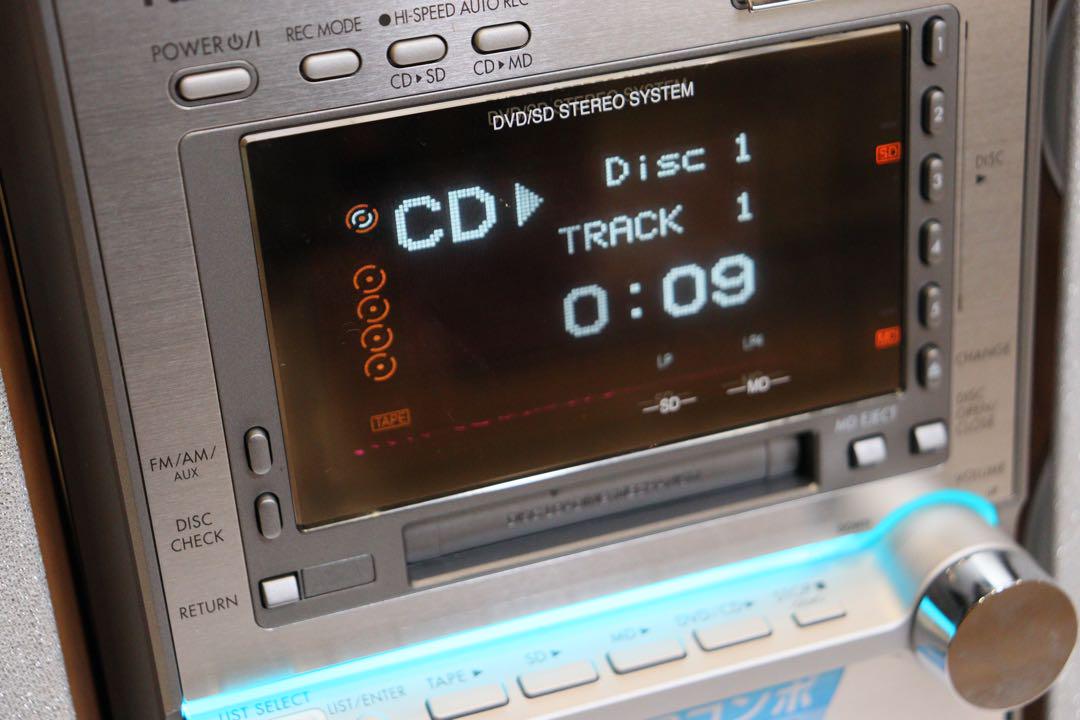 POWER ⏻/I
REC MODE
● HI-SPEED AUTO REC
CD▶SD
CD▶MD
DVD/SD STEREO SYSTEM
CD▶
Disc 1
TRACK 1
0:09
SD
MD
TAPE
LP
LP4
SD
MD
1
2
3
4
5
6
DISC
▶
CHANGE
DISC
OPEN/
CLOSE
MD EJECT
VOLUME
FM/AM/
AUX
DISC
CHECK
RETURN
LIST SELECT
LIST/ENTER
TAPE ▶
SD ▶
MD ▶
DVD/CD ▶
STOP ■